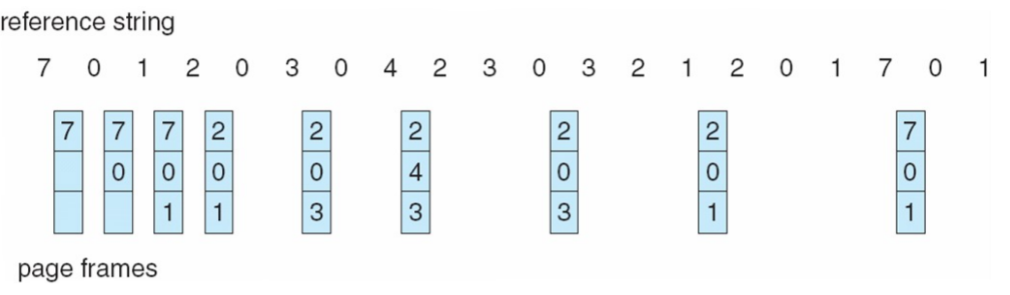 reference string
7 0 1 2 0 3 0 4 2 3 0 3 2 1 2 0 1 7 0 1
7 7 7 2 2 2 2 2 7
0 0 0 0 4 0 0 0
1 1 3 3 3 1 1
page frames